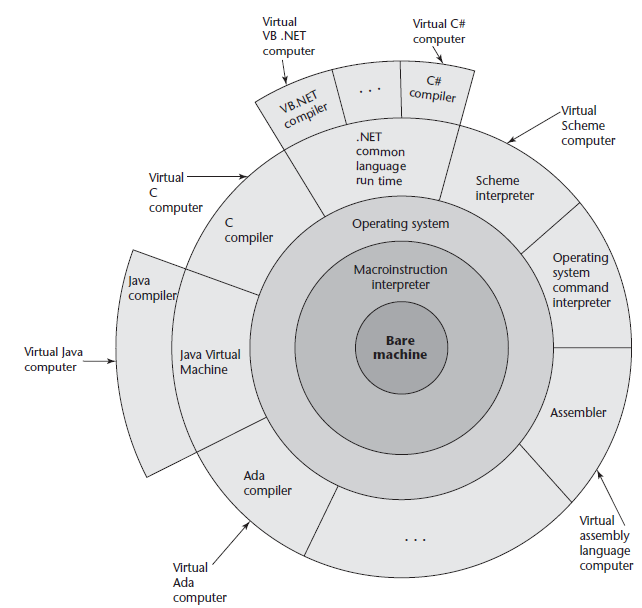 Virtual
VB .NET
computer
Virtual C#
computer
VB.NET
compiler
. . .
C#
compiler
.NET
common
language
run time
Virtual
Scheme
computer
Scheme
interpreter
Virtual
C
computer
C
compiler
Operating system
Operating
system
command
interpreter
Macroinstruction
interpreter
Java
compiler
Bare
machine
Virtual Java
computer
Java Virtual
Machine
Assembler
Ada
compiler
. . .
Virtual
assembly
language
computer
Virtual
Ada
computer